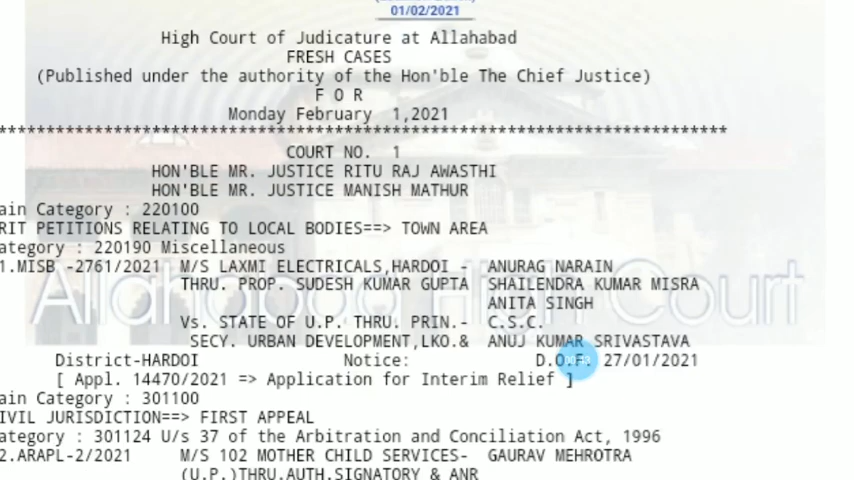 01/02/2021
High Court of Judicature at Allahabad
FRESH CASES
(Published under the authority of the Hon'ble The Chief Justice)
F O R
Monday February 1,2021
*****************************************************************************************
COURT NO. 1
HON'BLE MR. JUSTICE RITU RAJ AWASTHI
HON'BLE MR. JUSTICE MANISH MATHUR
ain Category : 220100
RIT PETITIONS RELATING TO LOCAL BODIES==> TOWN AREA
ategory : 220190 Miscellaneous
1.MISB -2761/2021 M/S LAXMI ELECTRICALS,HARDOI - ANURAG NARAIN
THRU. PROP. SUDESH KUMAR GUPTA SHAILENDRA KUMAR MISRA
ANITA SINGH
Vs. STATE OF U.P. THRU. PRIN.- C.S.C.
SECY. URBAN DEVELOPMENT,LKO.& ANUJ KUMAR SRIVASTAVA
District-HARDOI Notice: D.O.F. 27/01/2021
[ Appl. 14470/2021 => Application for Interim Relief ]
ain Category : 301100
IVIL JURISDICTION==> FIRST APPEAL
ategory : 301124 U/s 37 of the Arbitration and Conciliation Act, 1996
2.ARAPL-2/2021 M/S 102 MOTHER CHILD SERVICES- GAURAV MEHROTRA
(U.P.)THRU.AUTH.SIGNATORY & ANR
Allahabad High Court